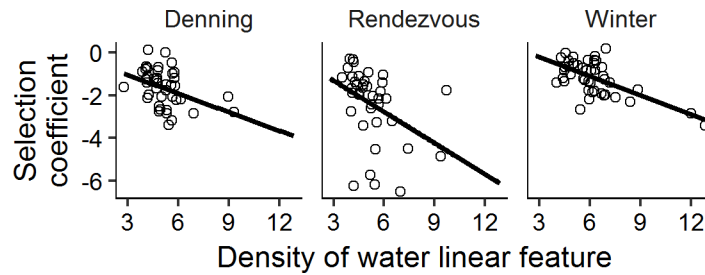 Denning Rendezvous Winter
Selection
coefficient
0
-2
-4
-6
3 6 9 12 3 6 9 12 3 6 9 12
Density of water linear feature